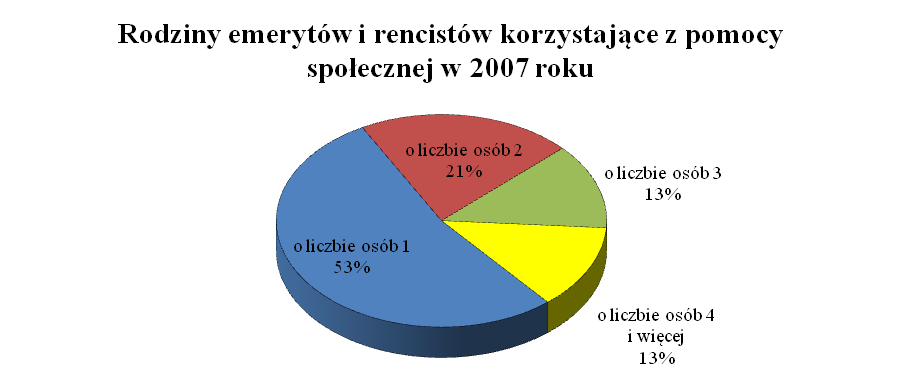 Rodziny emerytów i rencistów korzystające z pomocy
społecznej w 2007 roku
o liczbie osób 2
21%
o liczbie osób 3
13%
o liczbie osób 1
53%
o liczbie osób 4
i więcej
13%